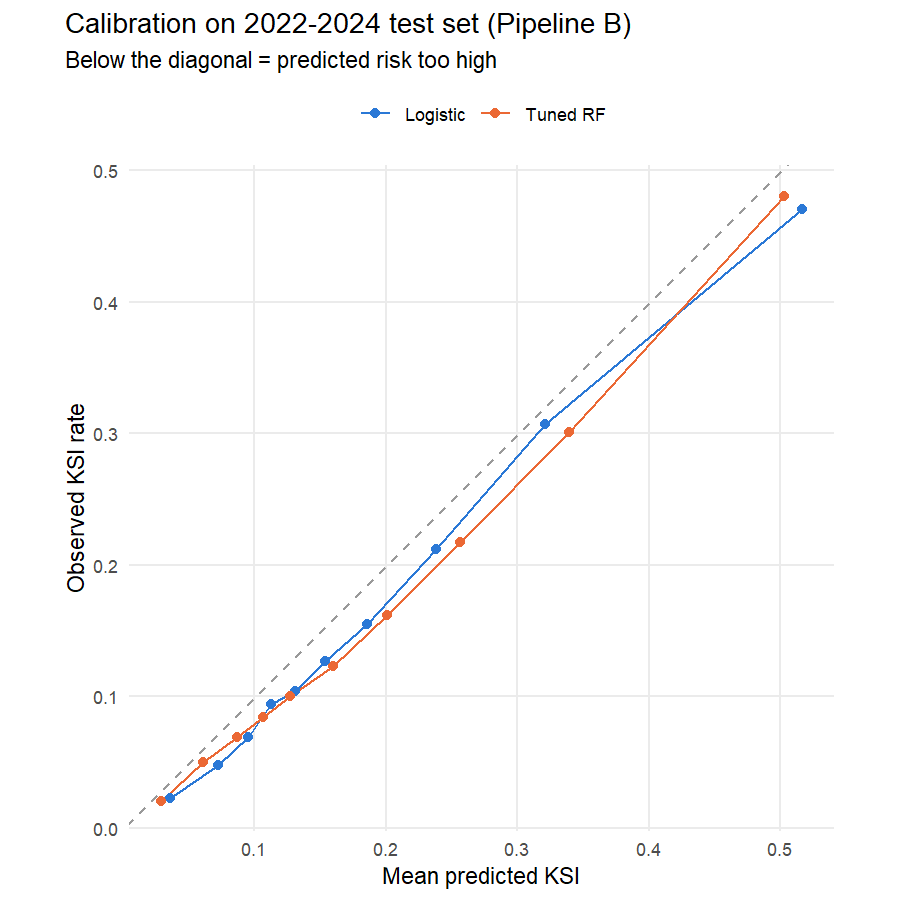 Calibration on 2022-2024 test set (Pipeline B)
Below the diagonal = predicted risk too high
Logistic Tuned RF
0.5
0.4
0.3
0.2
0.1
0.0
Observed KSI rate
0.1 0.2 0.3 0.4 0.5
Mean predicted KSI